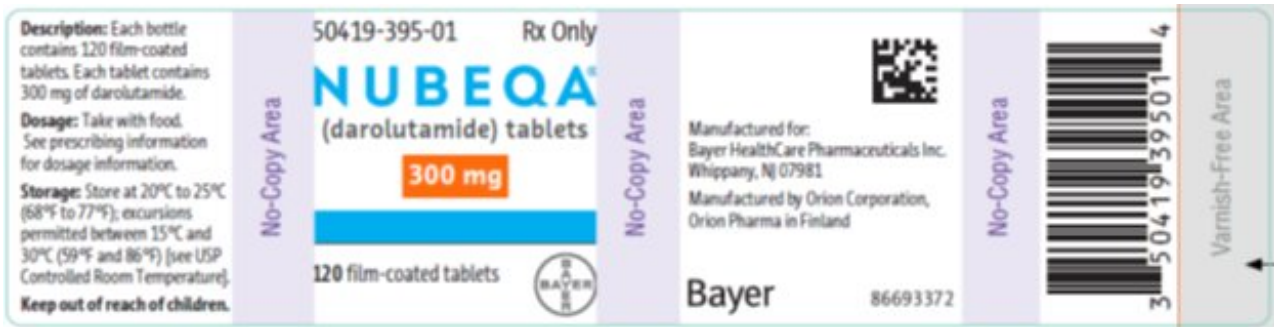 Description: Each bottle
contains 120 film-coated
tablets. Each tablet contains
300 mg of darolutamide.
Dosage: Take with food.
See prescribing information
for dosage information.
Storage: Store at 20°C to 25°C
(68°F to 77°F); excursions
permitted between 15°C and
30°C (59°F and 86°F) [see USP
Controlled Room Temperature].
Keep out of reach of children.
No-Copy Area
50419-395-01 Rx Only
NUBEQA®
(darolutamide) tablets
300 mg
120 film-coated tablets
BAYER
BAYER
No-Copy Area
Manufactured for:
Bayer HealthCare Pharmaceuticals Inc.
Whippany, NJ 07981
Manufactured by Orion Corporation,
Orion Pharma in Finland
Bayer 86693372
No-Copy Area
3 50419 39501 4
Varnish-Free Area